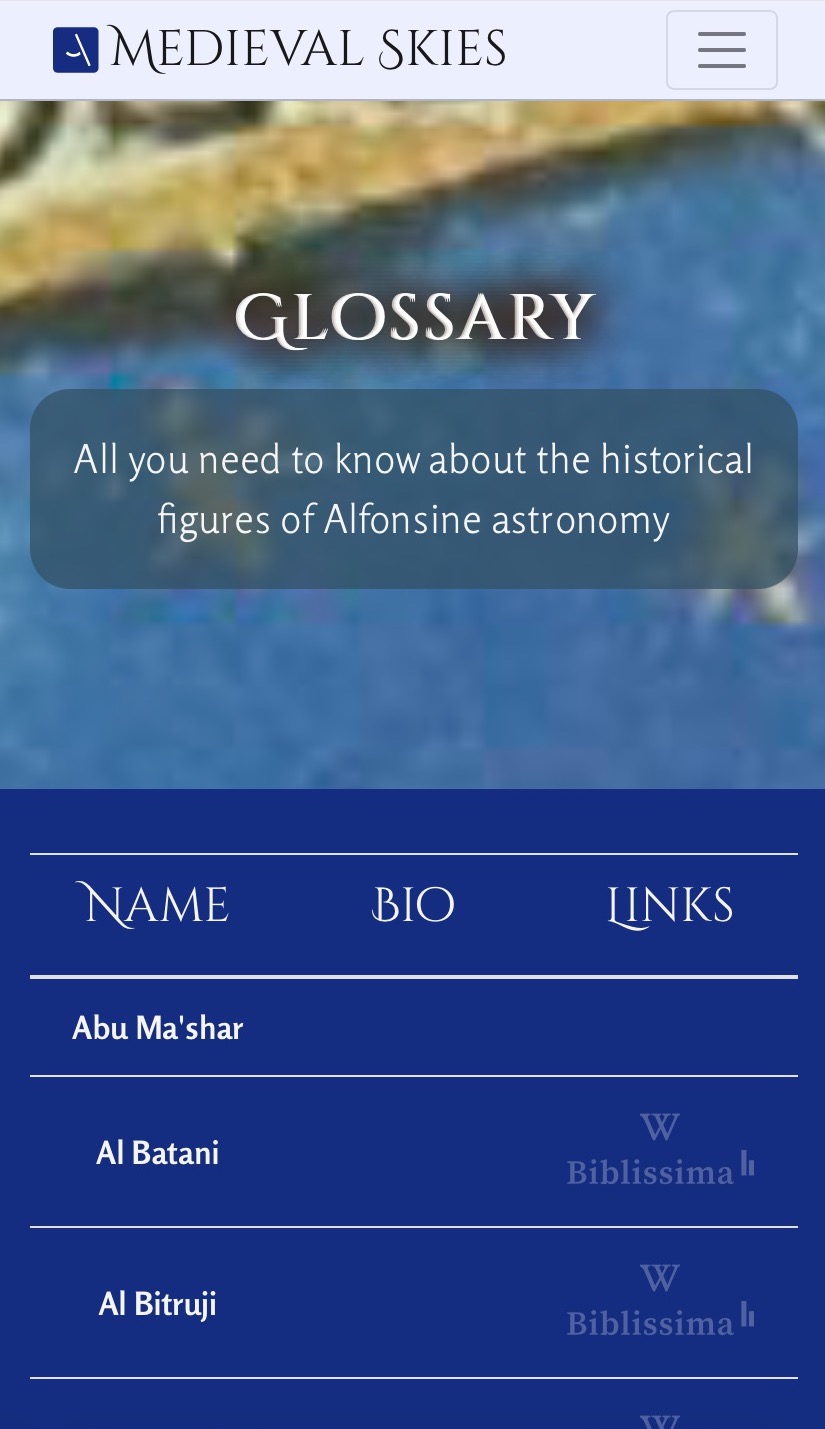 Medieval Skies
Glossary
All you need to know about the historical
figures of Alfonsine astronomy
Name Bio Links
Abu Ma'shar
W
Al Batani
Biblissima
W
Al Bitruji
Biblissima
W